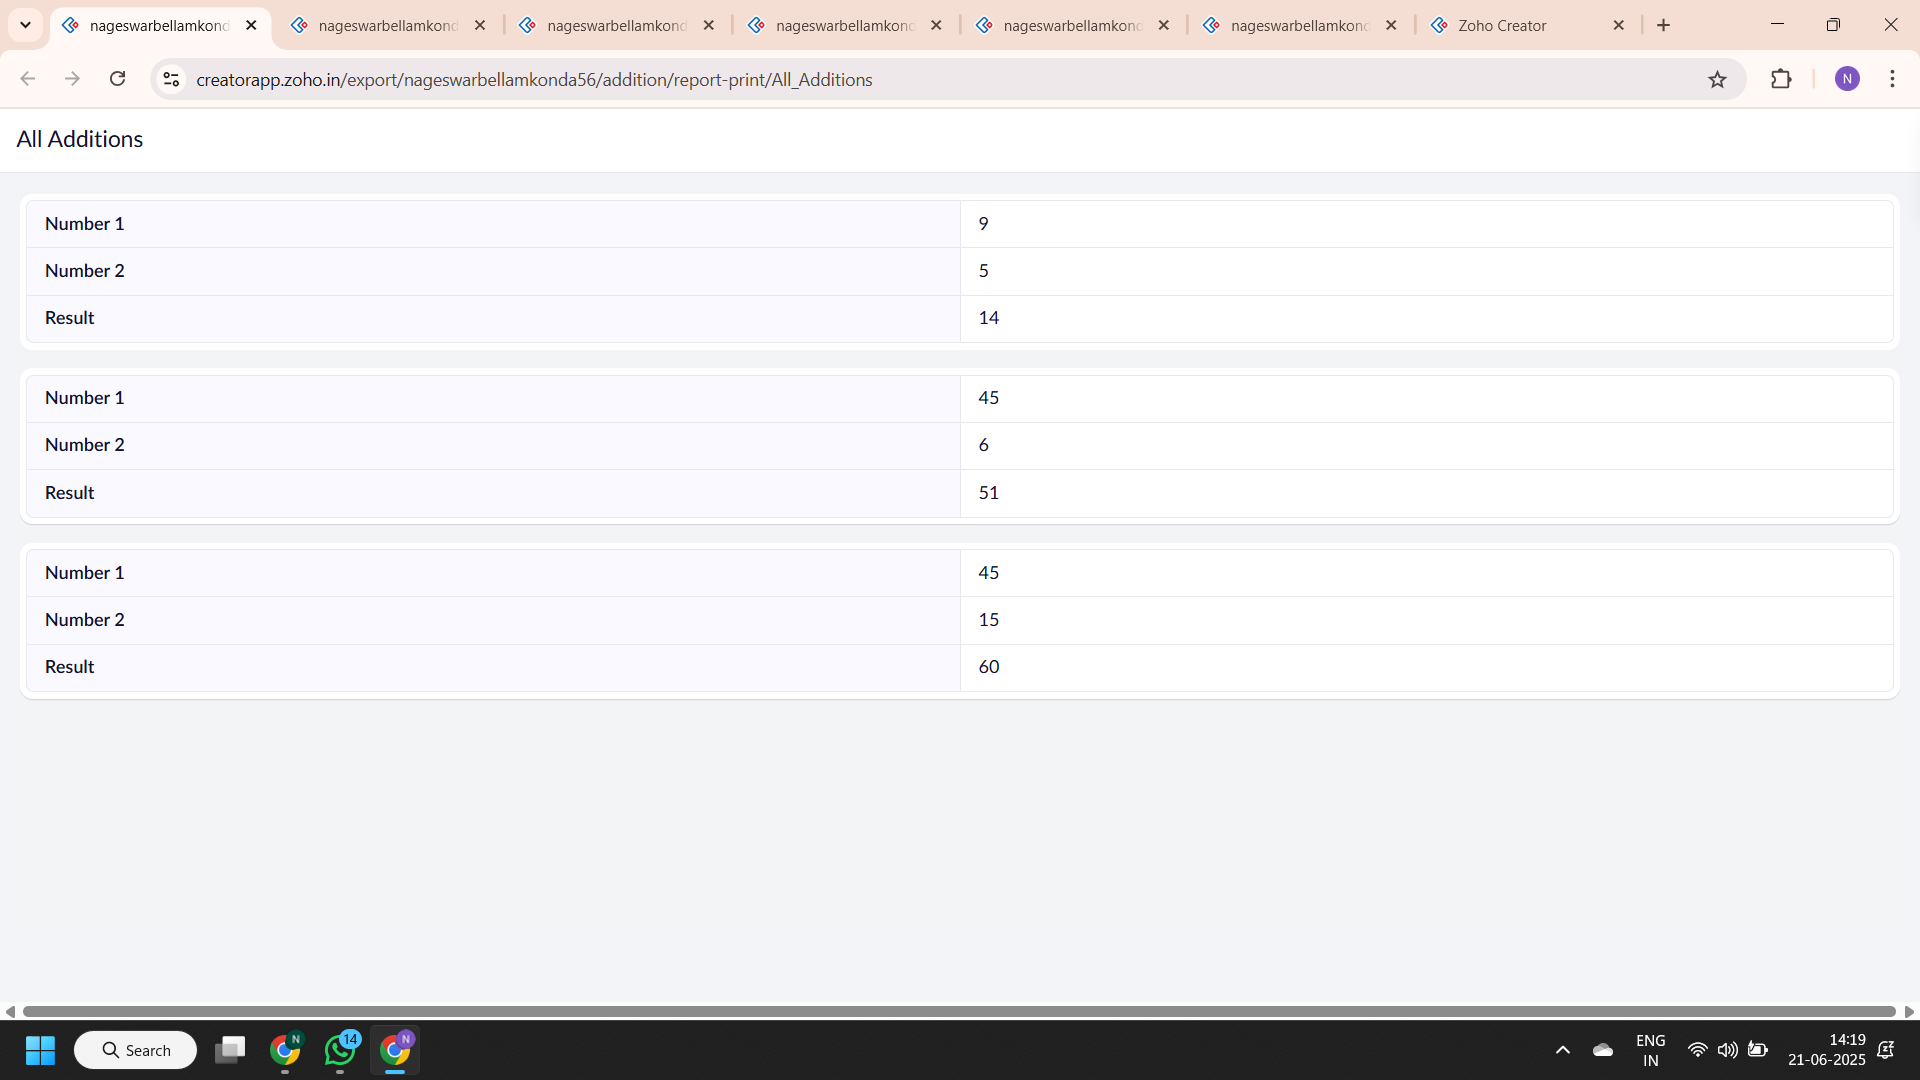 nageswarbellamkond
nageswarbellamkond
nageswarbellamkond
nageswarbellamkond
nageswarbellamkond
nageswarbellamkond
Zoho Creator
creatorapp.zoho.in/export/nageswarbellamkonda56/addition/report-print/All_Additions
N
All Additions
Number 1 9
Number 2 5
Result 14
Number 1 45
Number 2 6
Result 51
Number 1 45
Number 2 15
Result 60
Search
N
14
N
ENG
IN
14:19
21-06-2025